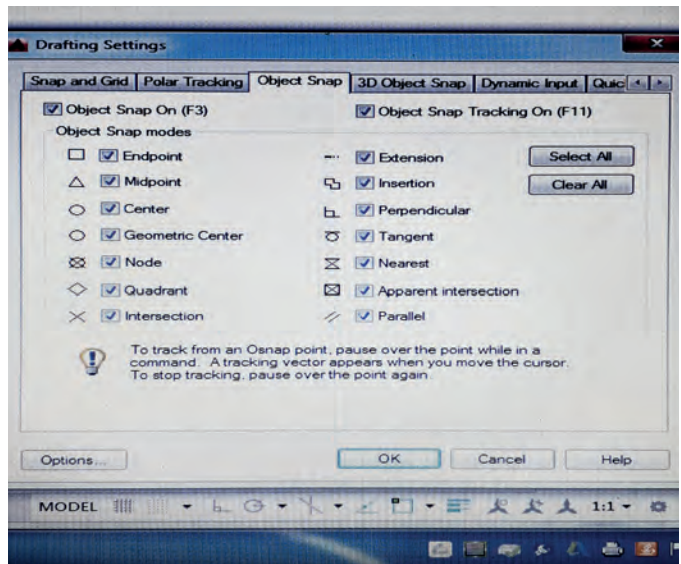 Drafting Settings
Snap and Grid Polar Tracking Object Snap 3D Object Snap Dynamic Input Quic
Object Snap On (F3) Object Snap Tracking On (F11)
Object Snap modes
Endpoint Extension Select All
Midpoint Insertion Clear All
Center Perpendicular
Geometric Center Tangent
Node Nearest
Quadrant Apparent intersection
Intersection Parallel
To track from an Osnap point, pause over the point while in a
command. A tracking vector appears when you move the cursor.
To stop tracking, pause over the point again.
Options... OK Cancel Help
MODEL 1:1